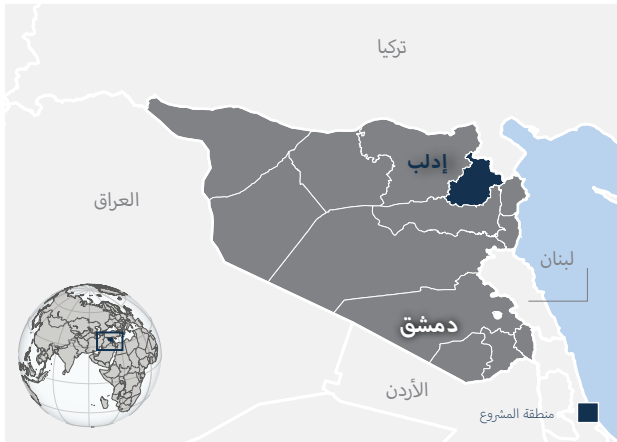 تركيا
إدلب
العراق
لبنان
دمشق
الأردن
منطقة المشروع